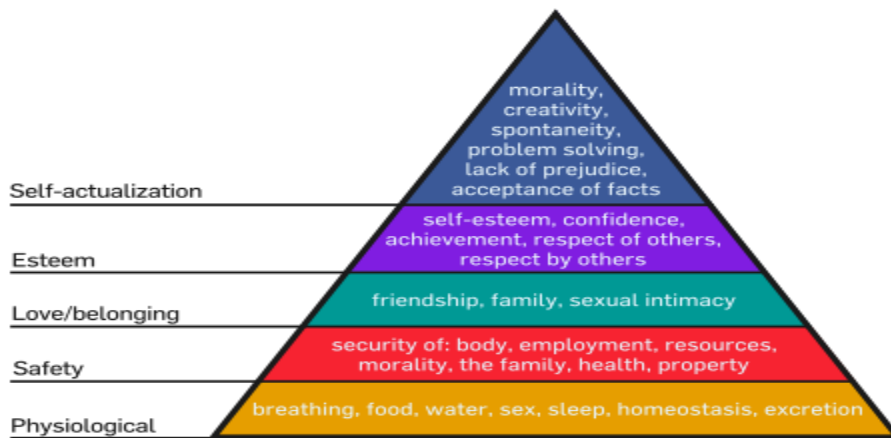 morality,
creativity,
spontaneity,
problem solving,
lack of prejudice,
acceptance of facts
Self-actualization
self-esteem, confidence,
achievement, respect of others,
respect by others
Esteem
friendship, family, sexual intimacy
Love/belonging
security of: body, employment, resources,
morality, the family, health, property
Safety
breathing, food, water, sex, sleep, homeostasis, excretion
Physiological